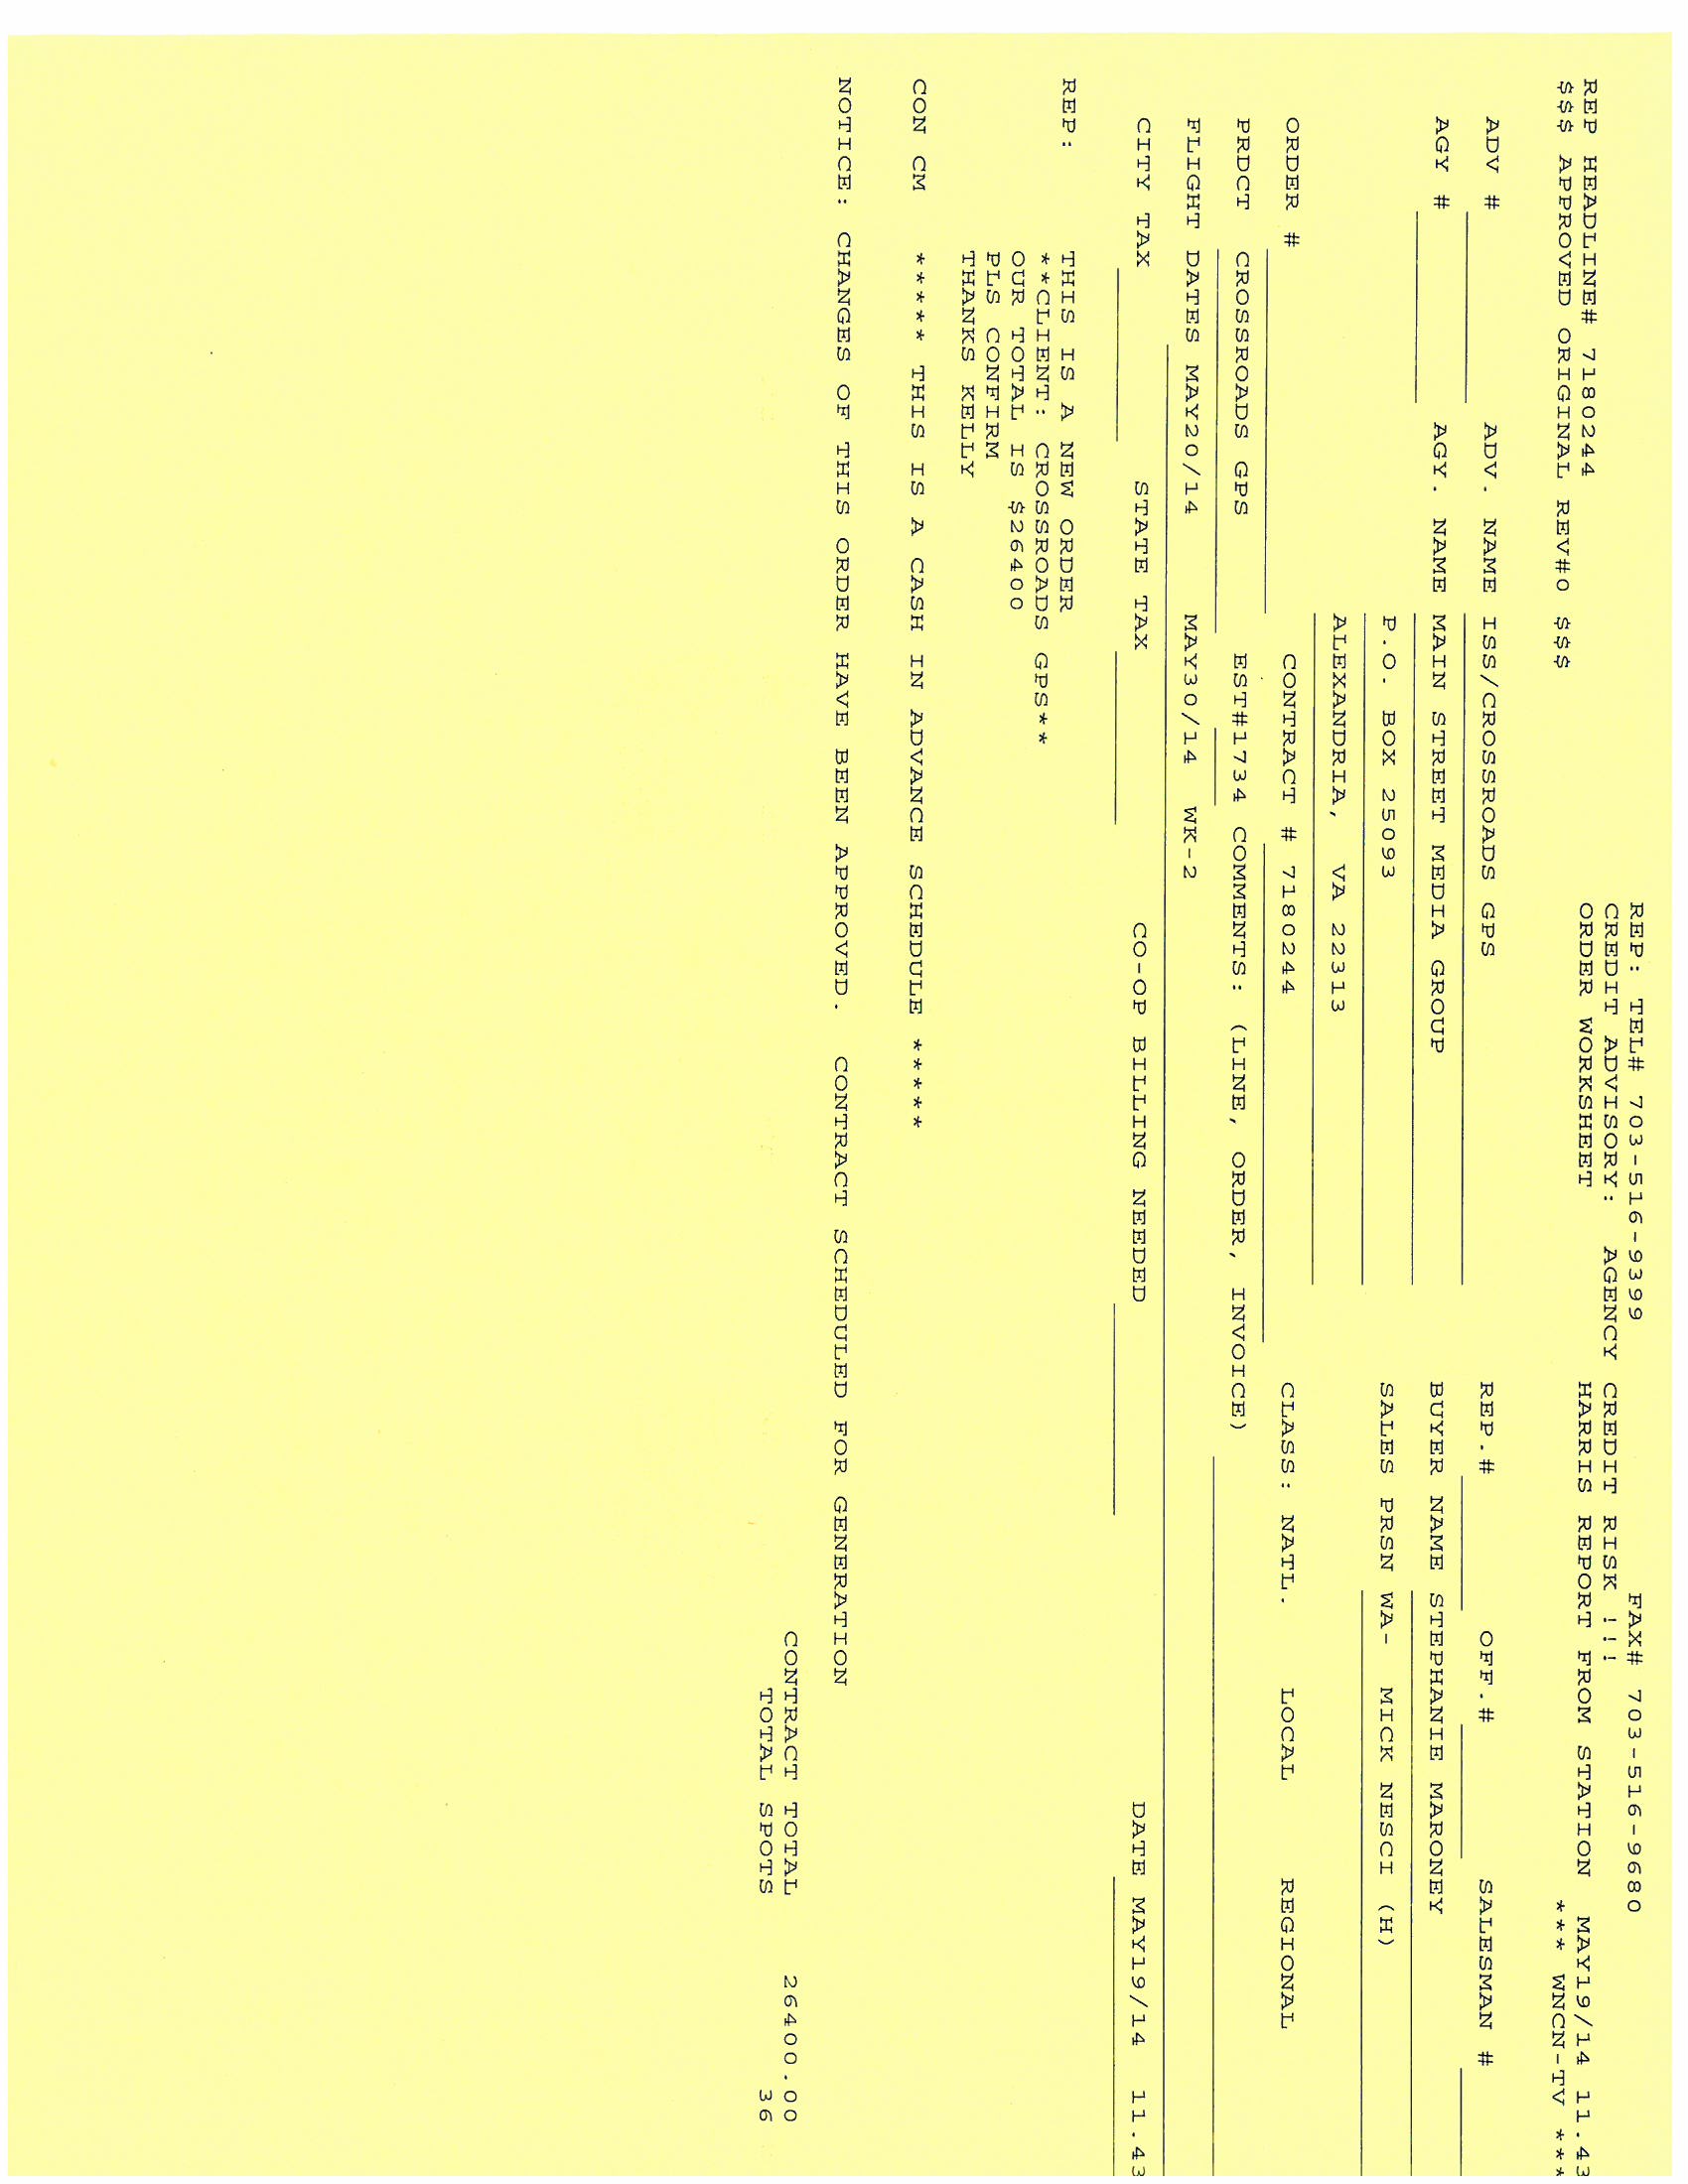 REP: TEL# 703-516-9399 FAX# 703-516-9680
CREDIT ADVISORY: AGENCY CREDIT RISK !!!
REP HEADLINE# 7180244 ORDER WORKSHEET HARRIS REPORT FROM STATION MAY19/14 11.43
$$$ APPROVED ORIGINAL REV#0 $$$ *** WNCN-TV ***
ADV # ADV. NAME ISS/CROSSROADS GPS REP.# OFF.# SALESMAN #
AGY # AGY. NAME MAIN STREET MEDIA GROUP BUYER NAME STEPHANIE MARONEY
P.O. BOX 25093 SALES PRSN WA- MICK NESCI (H)
ALEXANDRIA, VA 22313
ORDER # CONTRACT # 7180244 CLASS: NATL. LOCAL REGIONAL
PRDCT CROSSROADS GPS EST#1734 COMMENTS: (LINE, ORDER, INVOICE)
FLIGHT DATES MAY20/14 MAY30/14 WK-2
CITY TAX STATE TAX CO-OP BILLING NEEDED DATE MAY19/14 11.43
REP: THIS IS A NEW ORDER
**CLIENT: CROSSROADS GPS**
OUR TOTAL IS $26400
PLS CONFIRM
THANKS KELLY
CON CM ***** THIS IS A CASH IN ADVANCE SCHEDULE *****
NOTICE: CHANGES OF THIS ORDER HAVE BEEN APPROVED. CONTRACT SCHEDULED FOR GENERATION
CONTRACT TOTAL 26400.00
TOTAL SPOTS 36